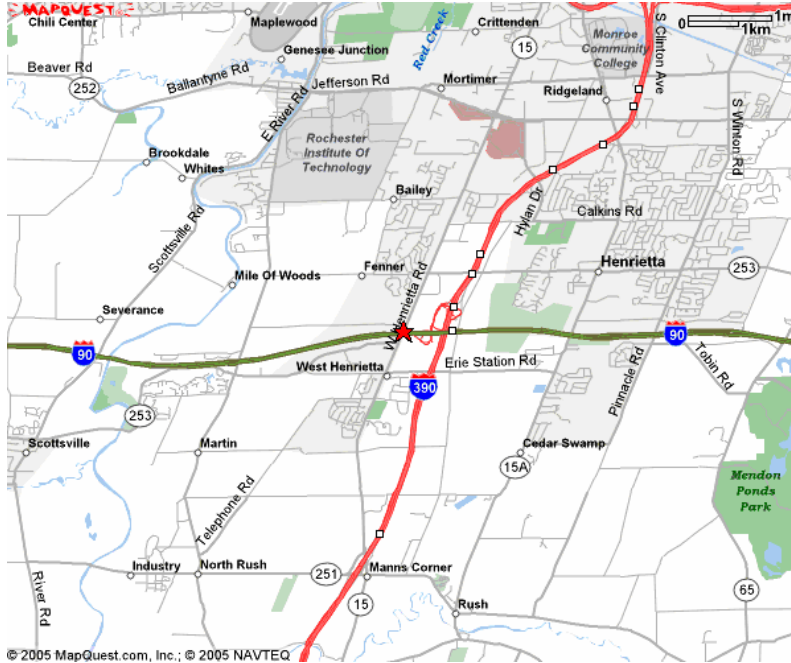 MAPQUEST
Chili Center
Maplewood
Crittenden
0 1m
1km
15
Red Creek
Monroe
Community
College
S Clinton Ave
Genesee Junction
Beaver Rd
252
Ballantyne Rd
Jefferson Rd
Mortimer
Ridgeland
E River Rd
S Winton Rd
Rochester
Institute Of
Technology
Brookdale
Whites
Bailey
Hylan Dr
Calkins Rd
Scottsville Rd
Fenner
Henrietta
253
Mile Of Woods
W Henrietta Rd
Severance
90
90
West Henrietta
Erie Station Rd
Pinnacle Rd
Tobin Rd
390
253
Scottsville
Martin
Cedar Swamp
15A
Mendon
Ponds
Park
Telephone Rd
Industry
North Rush
251
Manns Corner
River Rd
15
Rush
65
© 2005 MapQuest.com, Inc.; © 2005 NAVTEQ